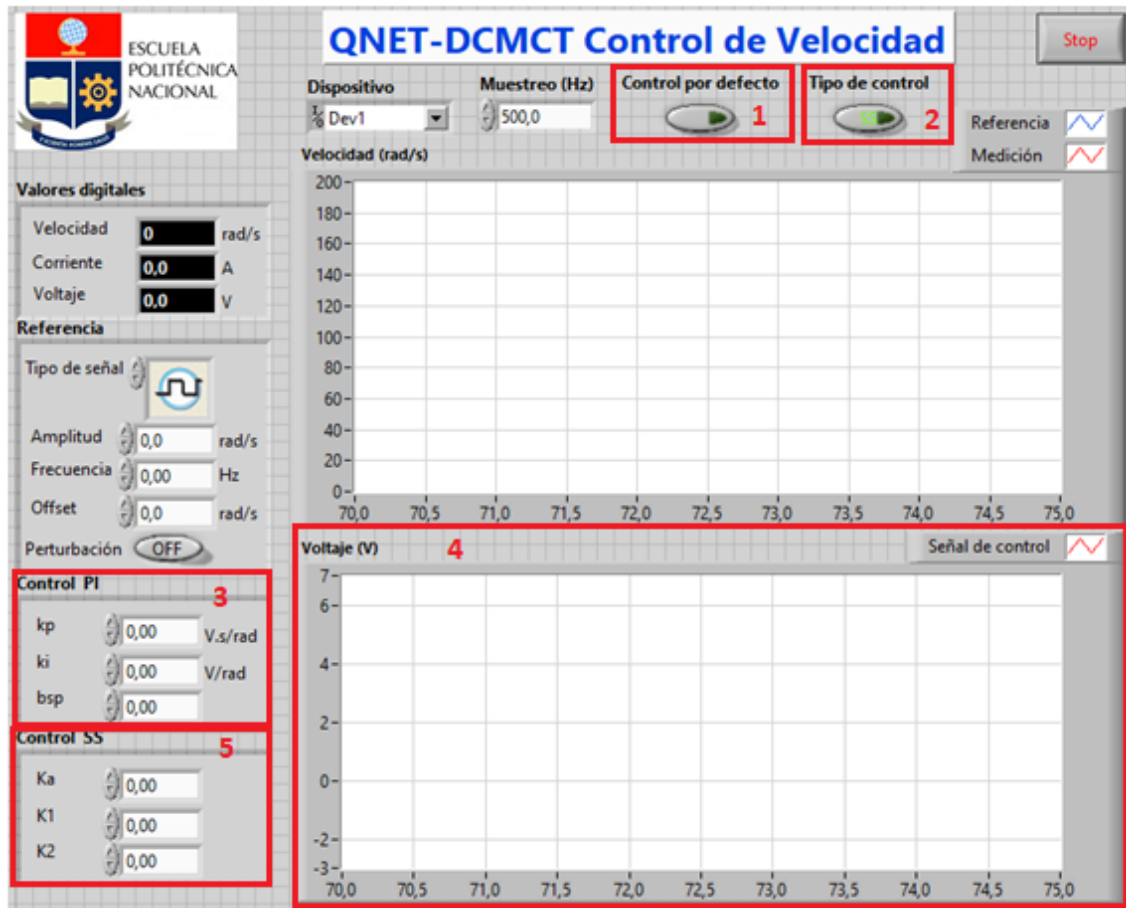 ESCUELA
POLITÉCNICA
NACIONAL
QNET-DCMCT Control de Velocidad
Stop
Dispositivo
Dev1
Muestreo (Hz)
500,0
Control por defecto
1
Tipo de control
SS
2
Referencia
Medición
Velocidad (rad/s)
200
180
160
140
120
100
80
60
40
20
0
70,0 70,5 71,0 71,5 72,0 72,5 73,0 73,5 74,0 74,5 75,0
Valores digitales
Velocidad 0 rad/s
Corriente 0,0 A
Voltaje 0,0 V
Referencia
Tipo de señal
Amplitud 0,0 rad/s
Frecuencia 0,00 Hz
Offset 0,0 rad/s
Perturbación OFF
Control PI
3
kp 0,00 V.s/rad
ki 0,00 V/rad
bsp 0,00
Control SS
5
Ka 0,00
K1 0,00
K2 0,00
Voltaje (V)
4
Señal de control
7
6
4
2
0
-2
-3
70,0 70,5 71,0 71,5 72,0 72,5 73,0 73,5 74,0 74,5 75,0